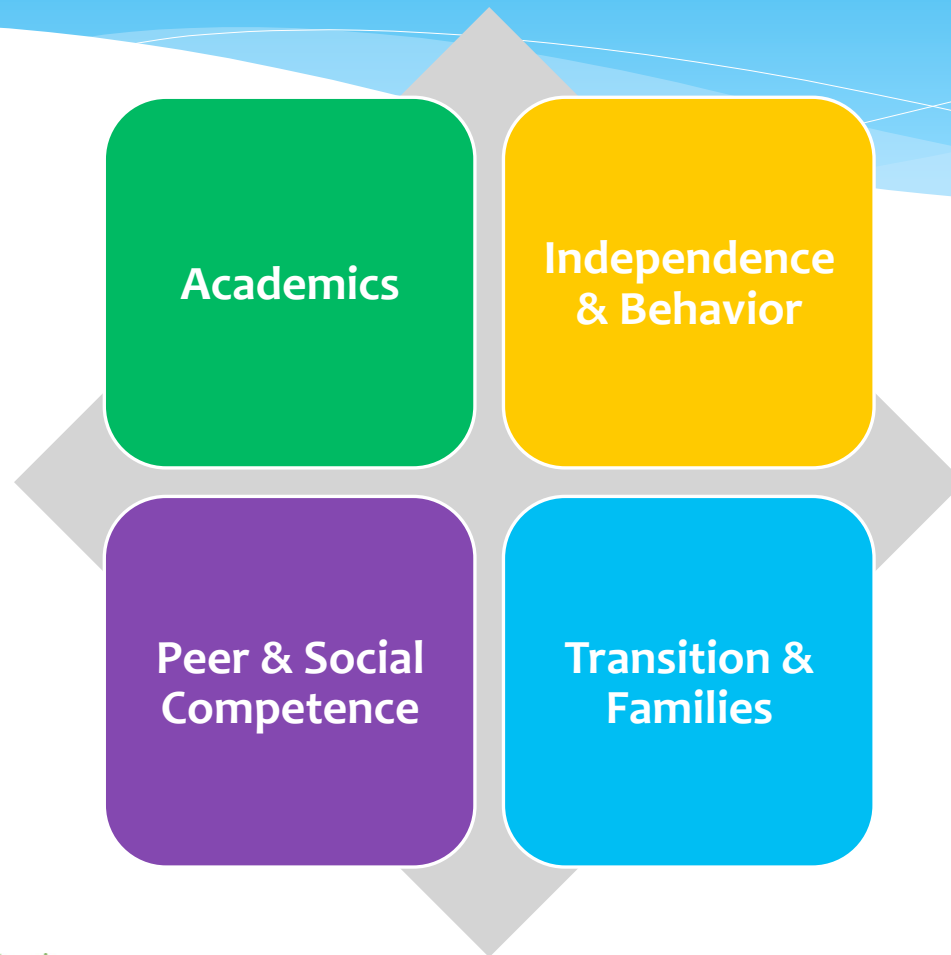 Academics
Independence
& Behavior
Peer & Social
Competence
Transition &
Families